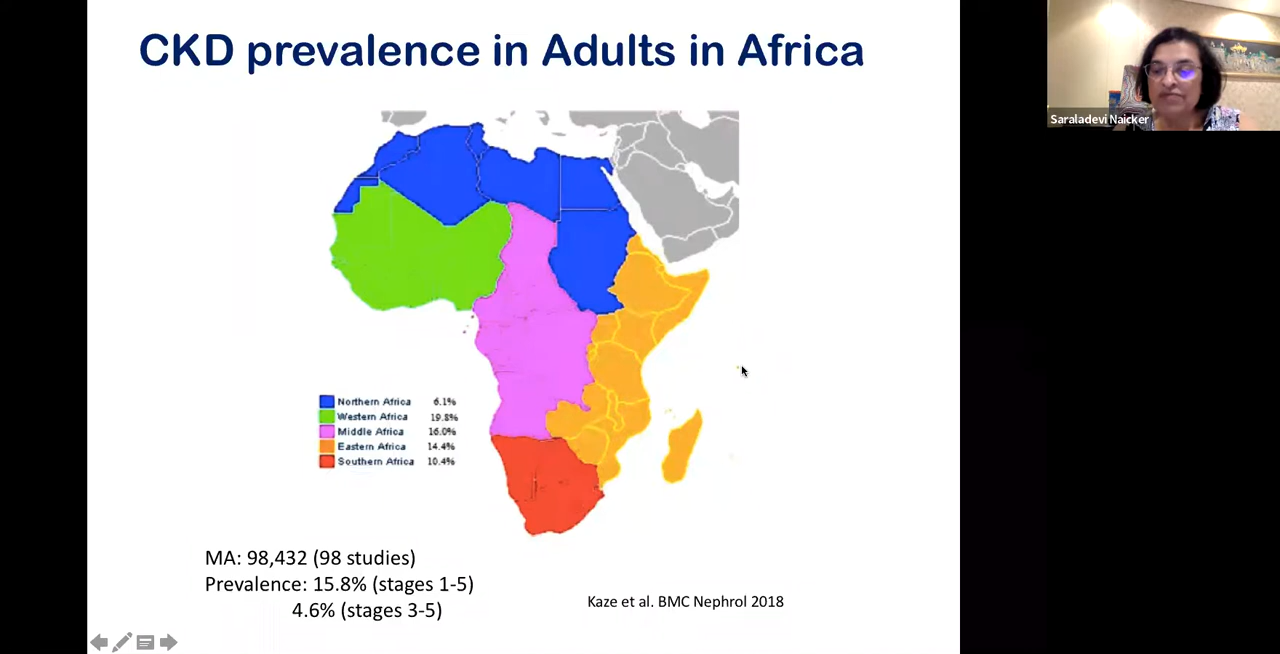 CKD prevalence in Adults in Africa
Saraladevi Naicker
Northern Africa 6.1%
Western Africa 19.8%
Middle Africa 16.0%
Eastern Africa 14.4%
Southern Africa 10.4%
MA: 98,432 (98 studies)
Prevalence: 15.8% (stages 1-5)
4.6% (stages 3-5)
Kaze et al. BMC Nephrol 2018